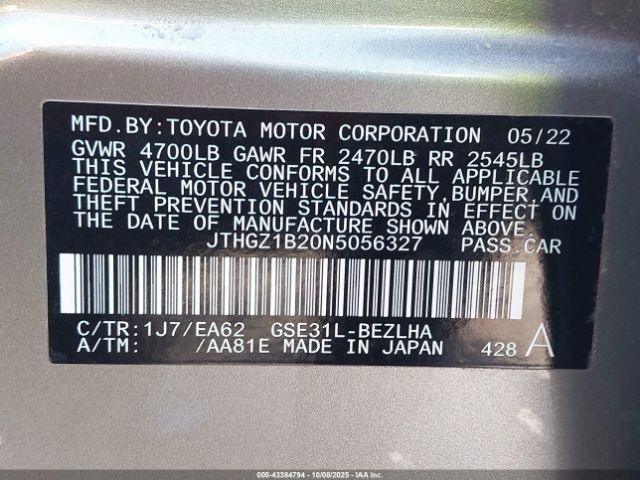 MFD.BY:TOYOTA MOTOR CORPORATION 05/22
GVWR 4700LB GAWR FR 2470LB RR 2545LB
THIS VEHICLE CONFORMS TO ALL APPLICABLE
FEDERAL MOTOR VEHICLE SAFETY,BUMPER,AND
THEFT PREVENTION STANDARDS IN EFFECT ON
THE DATE OF MANUFACTURE SHOWN ABOVE.
JTHGZ1B20N5056327 PASS.CAR
C/TR:1J7/EA62 GSE31L-BEZLHA
A/TM: /AA81E MADE IN JAPAN 428 A
000-43384794 - 10/08/2025 - IAAI.COM